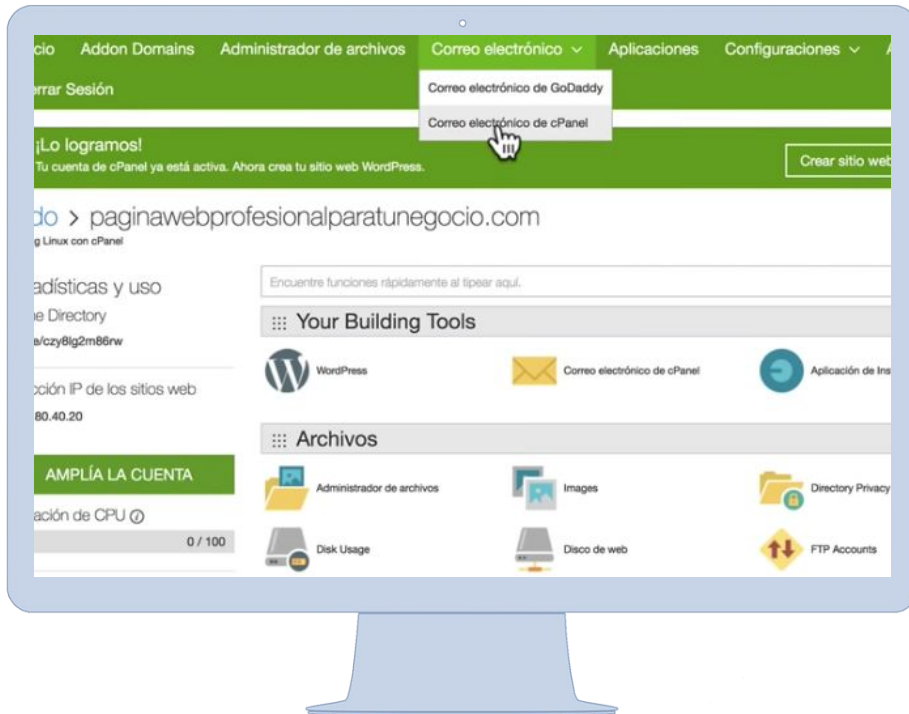 cio Addon Domains Administrador de archivos Correo electrónico Aplicaciones Configuraciones A
errar Sesión
Correo electrónico de GoDaddy
Correo electrónico de cPanel
¡Lo logramos!
Tu cuenta de cPanel ya está activa. Ahora crea tu sitio web WordPress.
Crear sitio web
do > paginawebprofesionalparatunegocio.com
g Linux con cPanel
adísticas y uso
Encuentre funciones rápidamente al tipear aquí.
e Directory
e/czy8lg2m86rw
Your Building Tools
WordPress
Correo electrónico de cPanel
Aplicación de Ins
cción IP de los sitios web
80.40.20
Archivos
AMPLÍA LA CUENTA
Administrador de archivos
Images
Directory Privacy
ación de CPU
0 / 100
Disk Usage
Disco de web
FTP Accounts